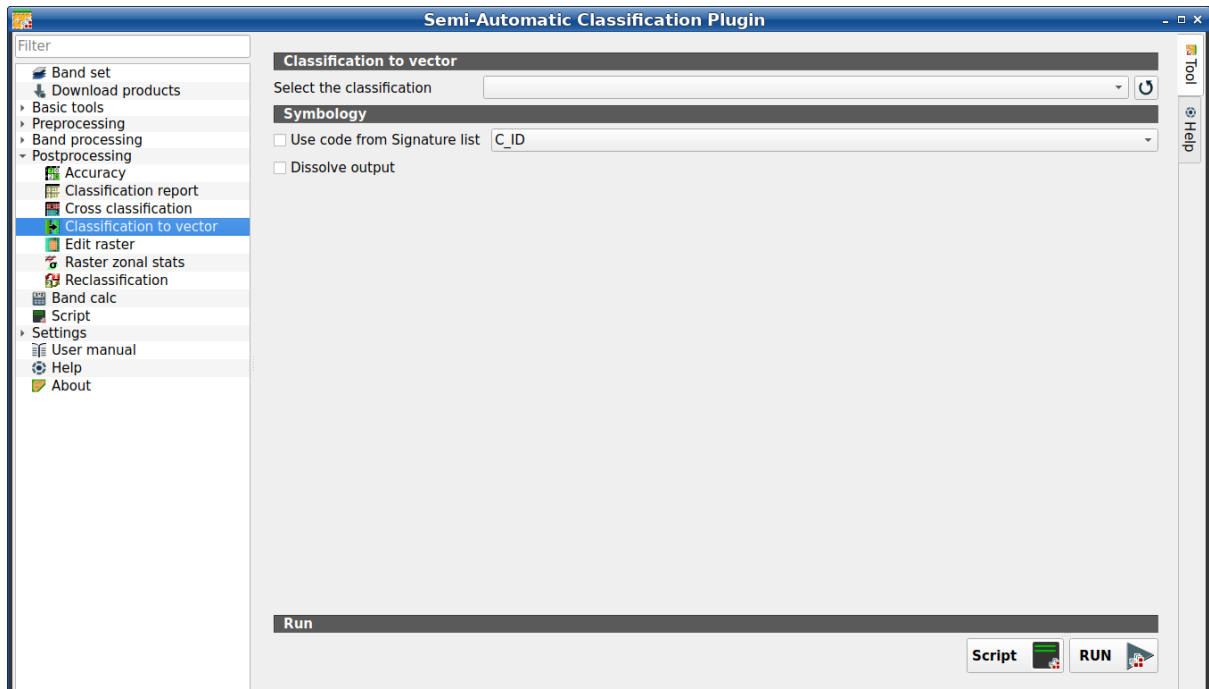 Semi-Automatic Classification Plugin
Filter
Band set
Download products
Basic tools
Preprocessing
Band processing
Postprocessing
Accuracy
Classification report
Cross classification
Classification to vector
Edit raster
Raster zonal stats
Reclassification
Band calc
Script
Settings
User manual
Help
About
Classification to vector
Select the classification
Symbology
Use code from Signature list C_ID
Dissolve output
Run
Script RUN
Tool
Help